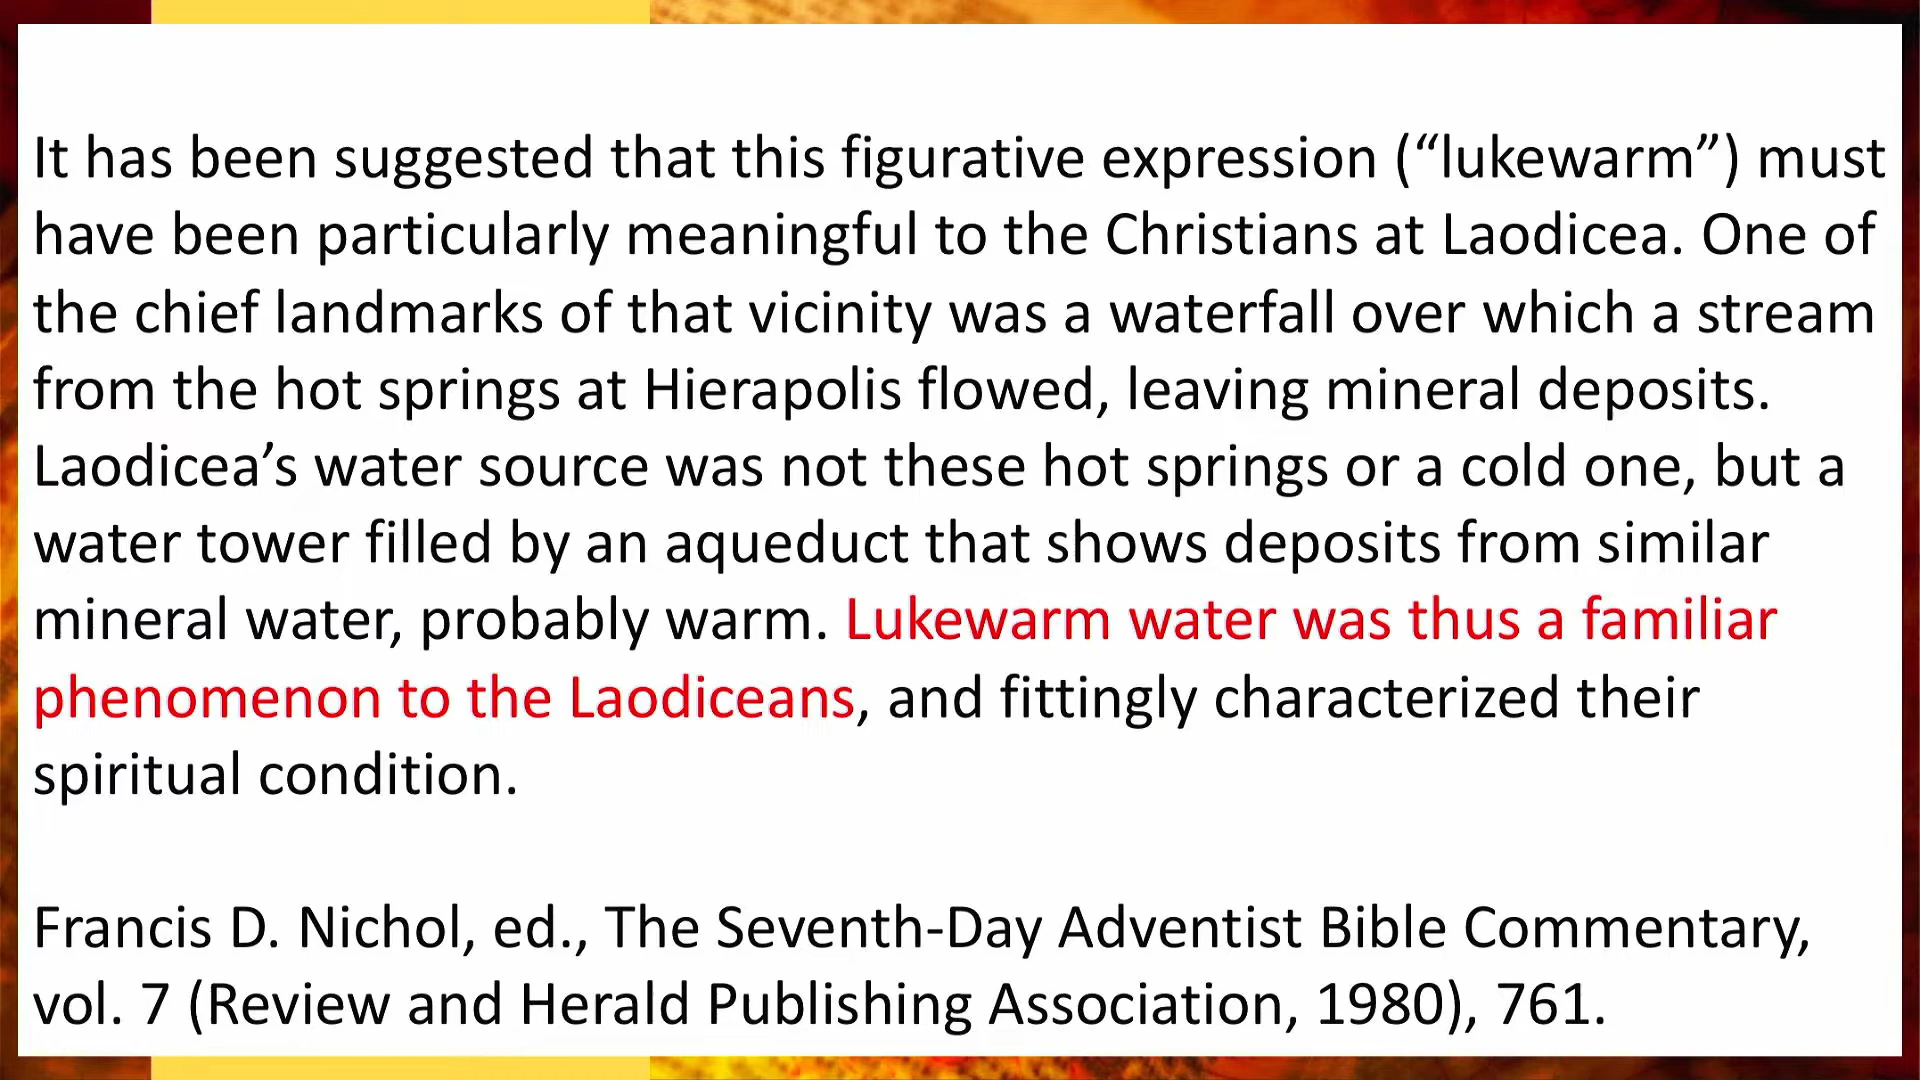 It has been suggested that this figurative expression (“lukewarm”) must
have been particularly meaningful to the Christians at Laodicea. One of
the chief landmarks of that vicinity was a waterfall over which a stream
from the hot springs at Hierapolis flowed, leaving mineral deposits.
Laodicea’s water source was not these hot springs or a cold one, but a
water tower filled by an aqueduct that shows deposits from similar
mineral water, probably warm. Lukewarm water was thus a familiar
phenomenon to the Laodiceans, and fittingly characterized their
spiritual condition.
Francis D. Nichol, ed., The Seventh-Day Adventist Bible Commentary,
vol. 7 (Review and Herald Publishing Association, 1980), 761.